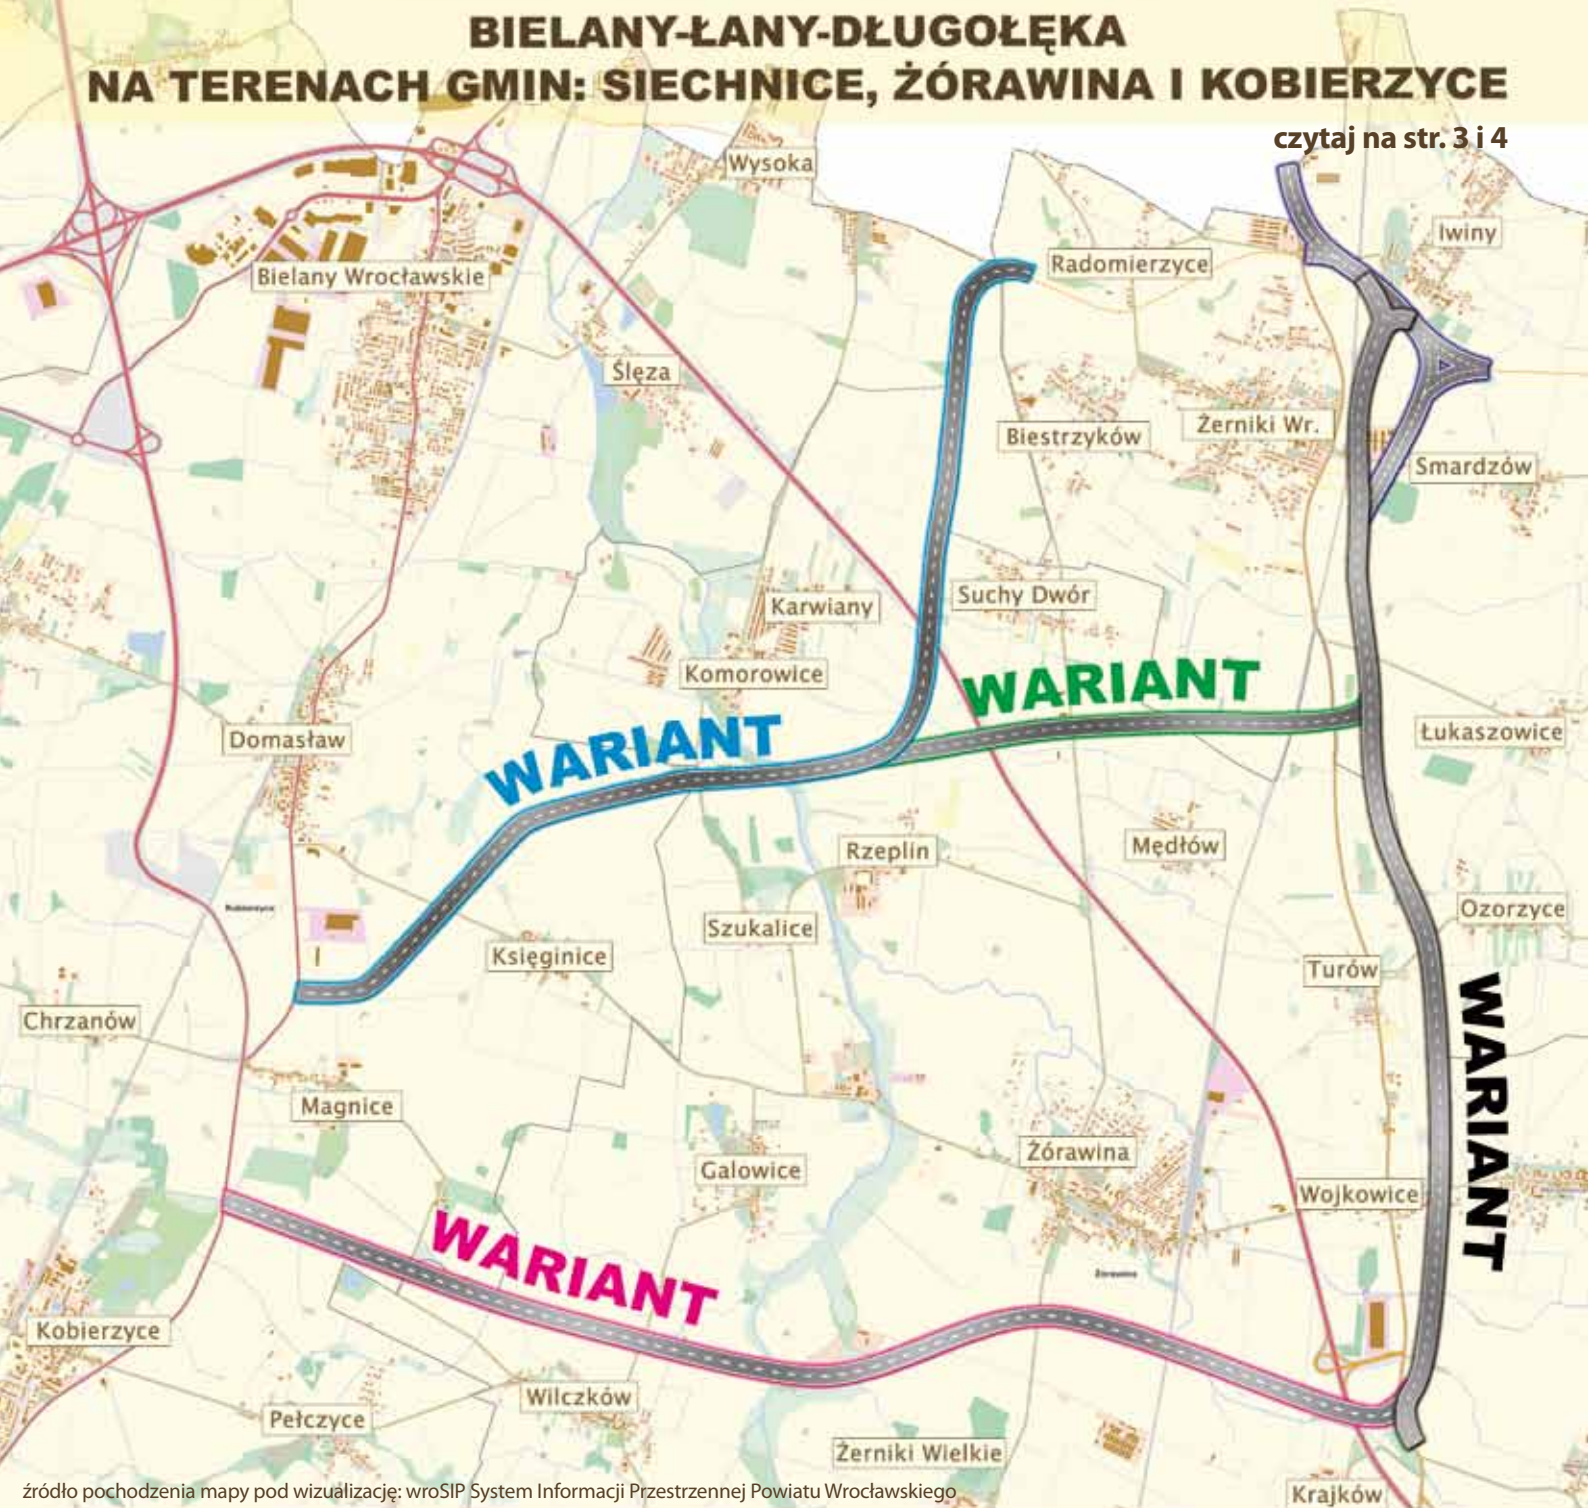 BIELANY-ŁANY-DŁUGOŁĘKA
NA TERENACH GMIN: SIECHNICE, ŻÓRAWINA I KOBIERZYCE
czytaj na str. 3 i 4
Wysoka
Iwiny
Radomierzyce
Bielany Wrocławskie
Ślęza
Biestrzyków
Żerniki Wr.
Smardzów
Karwiany
Suchy Dwór
Komorowice
WARIANT
Domasław
WARIANT
Łukaszowice
Rzeplin
Mędłów
Kobierzyce
Szukalice
Ozorzyce
Księginice
Turów
Chrzanów
WARIANT
Magnice
Galowice
Żórawina
Wojkowice
WARIANT
Żórawina
Kobierzyce
Wilczków
Pełczyce
Żerniki Wielkie
Krajków
źródło pochodzenia mapy pod wizualizację: wroSIP System Informacji Przestrzennej Powiatu Wrocławskiego